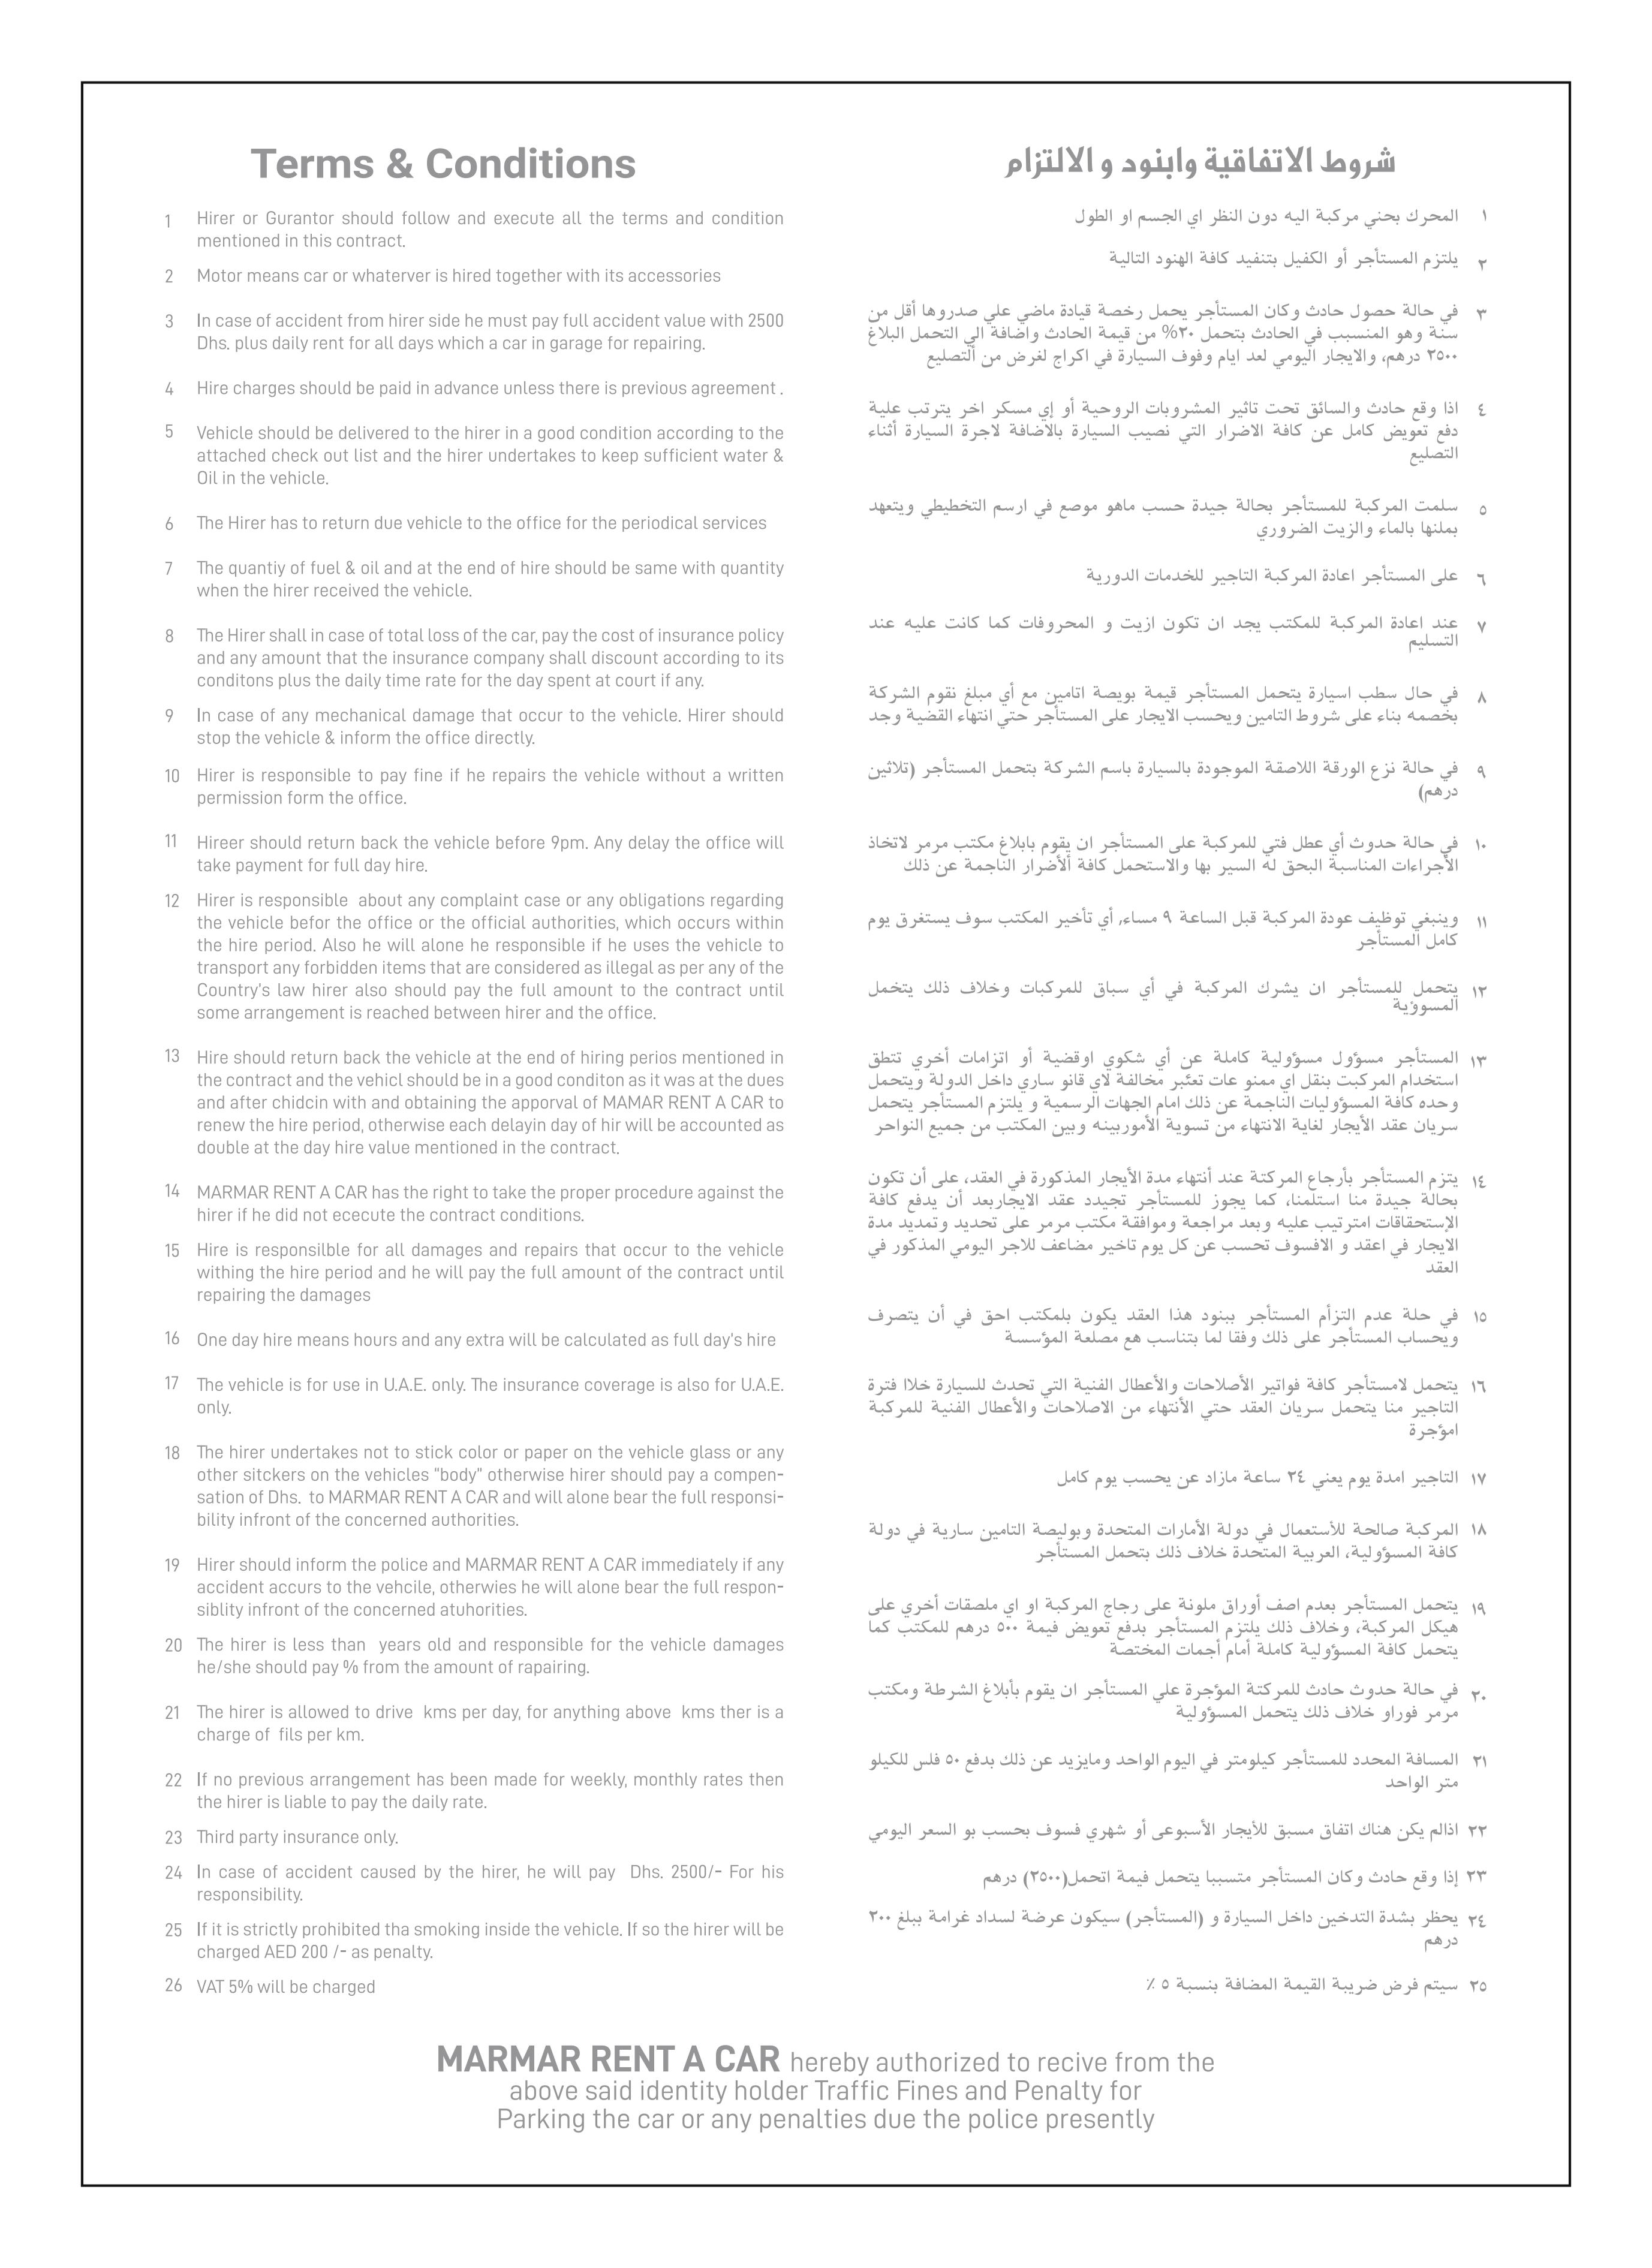 Terms & Conditions
1 Hirer or Gurantor should follow and execute all the terms and condition
mentioned in this contract.
2 Motor means car or whaterver is hired together with its accessories
3 In case of accident from hirer side he must pay full accident value with 2500
Dhs. plus daily rent for all days which a car in garage for repairing.
4 Hire charges should be paid in advance unless there is previous agreement .
5 Vehicle should be delivered to the hirer in a good condition according to the
attached check out list and the hirer undertakes to keep sufficient water &
Oil in the vehicle.
6 The Hirer has to return due vehicle to the office for the periodical services
7 The quantiy of fuel & oil and at the end of hire should be same with quantity
when the hirer received the vehicle.
8 The Hirer shall in case of total loss of the car, pay the cost of insurance policy
and any amount that the insurance company shall discount according to its
conditons plus the daily time rate for the day spent at court if any.
9 In case of any mechanical damage that occur to the vehicle. Hirer should
stop the vehicle & inform the office directly.
10 Hirer is responsible to pay fine if he repairs the vehicle without a written
permission form the office.
11 Hireer should return back the vehicle before 9pm. Any delay the office will
take payment for full day hire.
12 Hirer is responsible about any complaint case or any obligations regarding
the vehicle befor the office or the official authorities, which occurs within
the hire period. Also he will alone he responsible if he uses the vehicle to
transport any forbidden items that are considered as illegal as per any of the
Country's law hirer also should pay the full amount to the contract until
some arrangement is reached between hirer and the office.
13 Hire should return back the vehicle at the end of hiring perios mentioned in
the contract and the vehicl should be in a good conditon as it was at the dues
and after chidcin with and obtaining the apporval of MAMAR RENT A CAR to
renew the hire period, otherwise each delayin day of hir will be accounted as
double at the day hire value mentioned in the contract.
14 MARMAR RENT A CAR has the right to take the proper procedure against the
hirer if he did not ececute the contract conditions.
15 Hire is responsilble for all damages and repairs that occur to the vehicle
withing the hire period and he will pay the full amount of the contract until
repairing the damages
16 One day hire means hours and any extra will be calculated as full day's hire
17 The vehicle is for use in U.A.E. only. The insurance coverage is also for U.A.E.
only.
18 The hirer undertakes not to stick color or paper on the vehicle glass or any
other sitckers on the vehicles "body" otherwise hirer should pay a compen-
sation of Dhs. to MARMAR RENT A CAR and will alone bear the full responsi-
bility infront of the concerned authorities.
19 Hirer should inform the police and MARMAR RENT A CAR immediately if any
accident accurs to the vehcile, otherwies he will alone bear the full respon-
siblity infront of the concerned atuhorities.
20 The hirer is less than years old and responsible for the vehicle damages
he/she should pay % from the amount of rapairing.
21 The hirer is allowed to drive kms per day, for anything above kms ther is a
charge of fils per km.
22 If no previous arrangement has been made for weekly, monthly rates then
the hirer is liable to pay the daily rate.
23 Third party insurance only.
24 In case of accident caused by the hirer, he will pay Dhs. 2500/- For his
responsibility.
25 If it is strictly prohibited tha smoking inside the vehicle. If so the hirer will be
charged AED 200 /- as penalty.
26 VAT 5% will be charged
شروط الاتفاقية وابنود و الالتزام
١ المحرك بحني مركبة اليه دون النظر اي الجسم او الطول
٢ يلتزم المستأجر أو الكفيل بتنفيد كافة الهنود التالية
٣ في حالة حصول حادث وكان المستأجر يحمل رخصة قيادة ماضي علي صدروها أقل من
سنة وهو المنسبب في الحادث بتحمل ٢٠% من قيمة الحادث واضافة الي التحمل البلاغ
٢٥٠٠ درهم، والايجار اليومي لعد ايام وفوف السيارة في اكراج لغرض من ألتصليع
٤ اذا وقع حادث والسائق تحت تاثير المشروبات الروحية أو إي مسكر اخر يترتب علية
دفع تعويض كامل عن كافة الاضرار التي نصيب السيارة بالاضافة لاجرة السيارة أثناء
التصليع
٥ سلمت المركبة للمستأجر بحالة جيدة حسب ماهو موصع في ارسم التخطيطي ويتعهد
بملنها بالماء والزيت الضروري
٦ على المستأجر اعادة المركبة التاجير للخدمات الدورية
٧ عند اعادة المركبة للمكتب يجد ان تكون ازيت و المحروفات كما كانت عليه عند
التسليم
٨ في حال سطب اسيارة يتحمل المستأجر قيمة بويصة اتامين مع أي مبلغ نقوم الشركة
بخصمه بناء على شروط التامين ويحسب الايجار على المستأجر حتي انتهاء القضية وجد
٩ في حالة نزع الورقة اللاصقة الموجودة بالسيارة باسم الشركة بتحمل المستأجر (تلاثين
درهم)
١٠ في حالة حدوث أي عطل فتي للمركبة على المستأجر ان يقوم بابلاغ مكتب مرمر لاتخاذ
الأجراءات المناسبة البحق له السير بها والاستحمل كافة ألأضرار الناجمة عن ذلك
١١ وينبغي توظيف عودة المركبة قبل الساعة ٩ مساء, أي تأخير المكتب سوف يستغرق يوم
كامل المستأجر
١٢ يتحمل للمستأجر ان يشرك المركبة في أي سباق للمركبات وخلاف ذلك يتخمل
المسوؤية
١٣ المستأجر مسؤول مسؤولية كاملة عن أي شكوي اوقضية أو اتزامات أخري تتطق
استخدام المركبت بنقل اي ممنو عات تعتبر مخالفة لاي قانو ساري داخل الدولة ويتحمل
وحده كافة المسؤوليات الناجمة عن ذلك امام الجهات الرسمية و يلتزم المستأجر يتحمل
سريان عقد الأيجار لغاية الانتهاء من تسوية الأموربينه وبين المكتب من جميع النواحر
١٤ يتزم المستأجر بأرجاع المركتة عند أنتهاء مدة الأيجار المذكورة في العقد، على أن تكون
بحالة جيدة منا استلمنا، كما يجوز للمستأجر تجيدد عقد الايجاربعد أن يدفع كافة
الإستحقاقات امترتيب عليه وبعد مراجعة وموافقة مكتب مرمر على تحديد وتمديد مدة
الايجار في اعقد و الافسوف تحسب عن كل يوم تاخير مضاعف للاجر اليومي المذكور في
العقد
١٥ في حلة عدم التزأم المستأجر ببنود هذا العقد يكون بلمكتب احق في أن يتصرف
ويحساب المستأجر على ذلك وفقا لما بتناسب هع مصلعة المؤسسة
١٦ يتحمل لامستأجر كافة فواتير الأصلاحات والأعطال الفنية التي تحدث للسيارة خلاا فترة
التاجير منا يتحمل سريان العقد حتي الأنتهاء من الاصلاحات والأعطال الفنية للمركبة
امؤجرة
١٧ التاجير امدة يوم يعني ٢٤ ساعة مازاد عن يحسب يوم كامل
١٨ المركبة صالحة للأستعمال في دولة الأمارات المتحدة وبوليصة التامين سارية في دولة
كافة المسؤولية، العربية المتحدة خلاف ذلك بتحمل المستأجر
١٩ يتحمل المستأجر بعدم اصف أوراق ملونة على رجاج المركبة او اي ملصقات أخري على
هيكل المركبة، وخلاف ذلك يلتزم المستأجر بدفع تعويض فيمة ٥٠٠ درهم للمكتب كما
يتحمل كافة المسؤولية كاملة أمام أجمات المختصة
٢٠ في حالة حدوث حادث للمركتة المؤجرة علي المستأجر ان يقوم بأبلاغ الشرطة ومكتب
مرمر فوراو خلاف ذلك يتحمل المسؤولية
٢١ المسافة المحدد للمستأجر كيلومتر في اليوم الواحد ومايزيد عن ذلك بدفع ٥٠ فلس للكيلو
متر الواحد
٢٢ اذالم يكن هناك اتفاق مسبق للأيجار الأسبوعى أو شهري فسوف بحسب بو السعر اليومي
٢٣ إذا وقع حادث وكان المستأجر متسببا يتحمل فيمة اتحمل(٢٥٠٠) درهم
٢٤ يحظر بشدة التدخين داخل السيارة و (المستأجر) سيكون عرضة لسداد غرامة ببلغ ٢٠٠
درهم
٢٥ سيتم فرض ضريبة القيمة المضافة بنسبة ٥ ٪
MARMAR RENT A CAR hereby authorized to recive from the
above said identity holder Traffic Fines and Penalty for
Parking the car or any penalties due the police presently